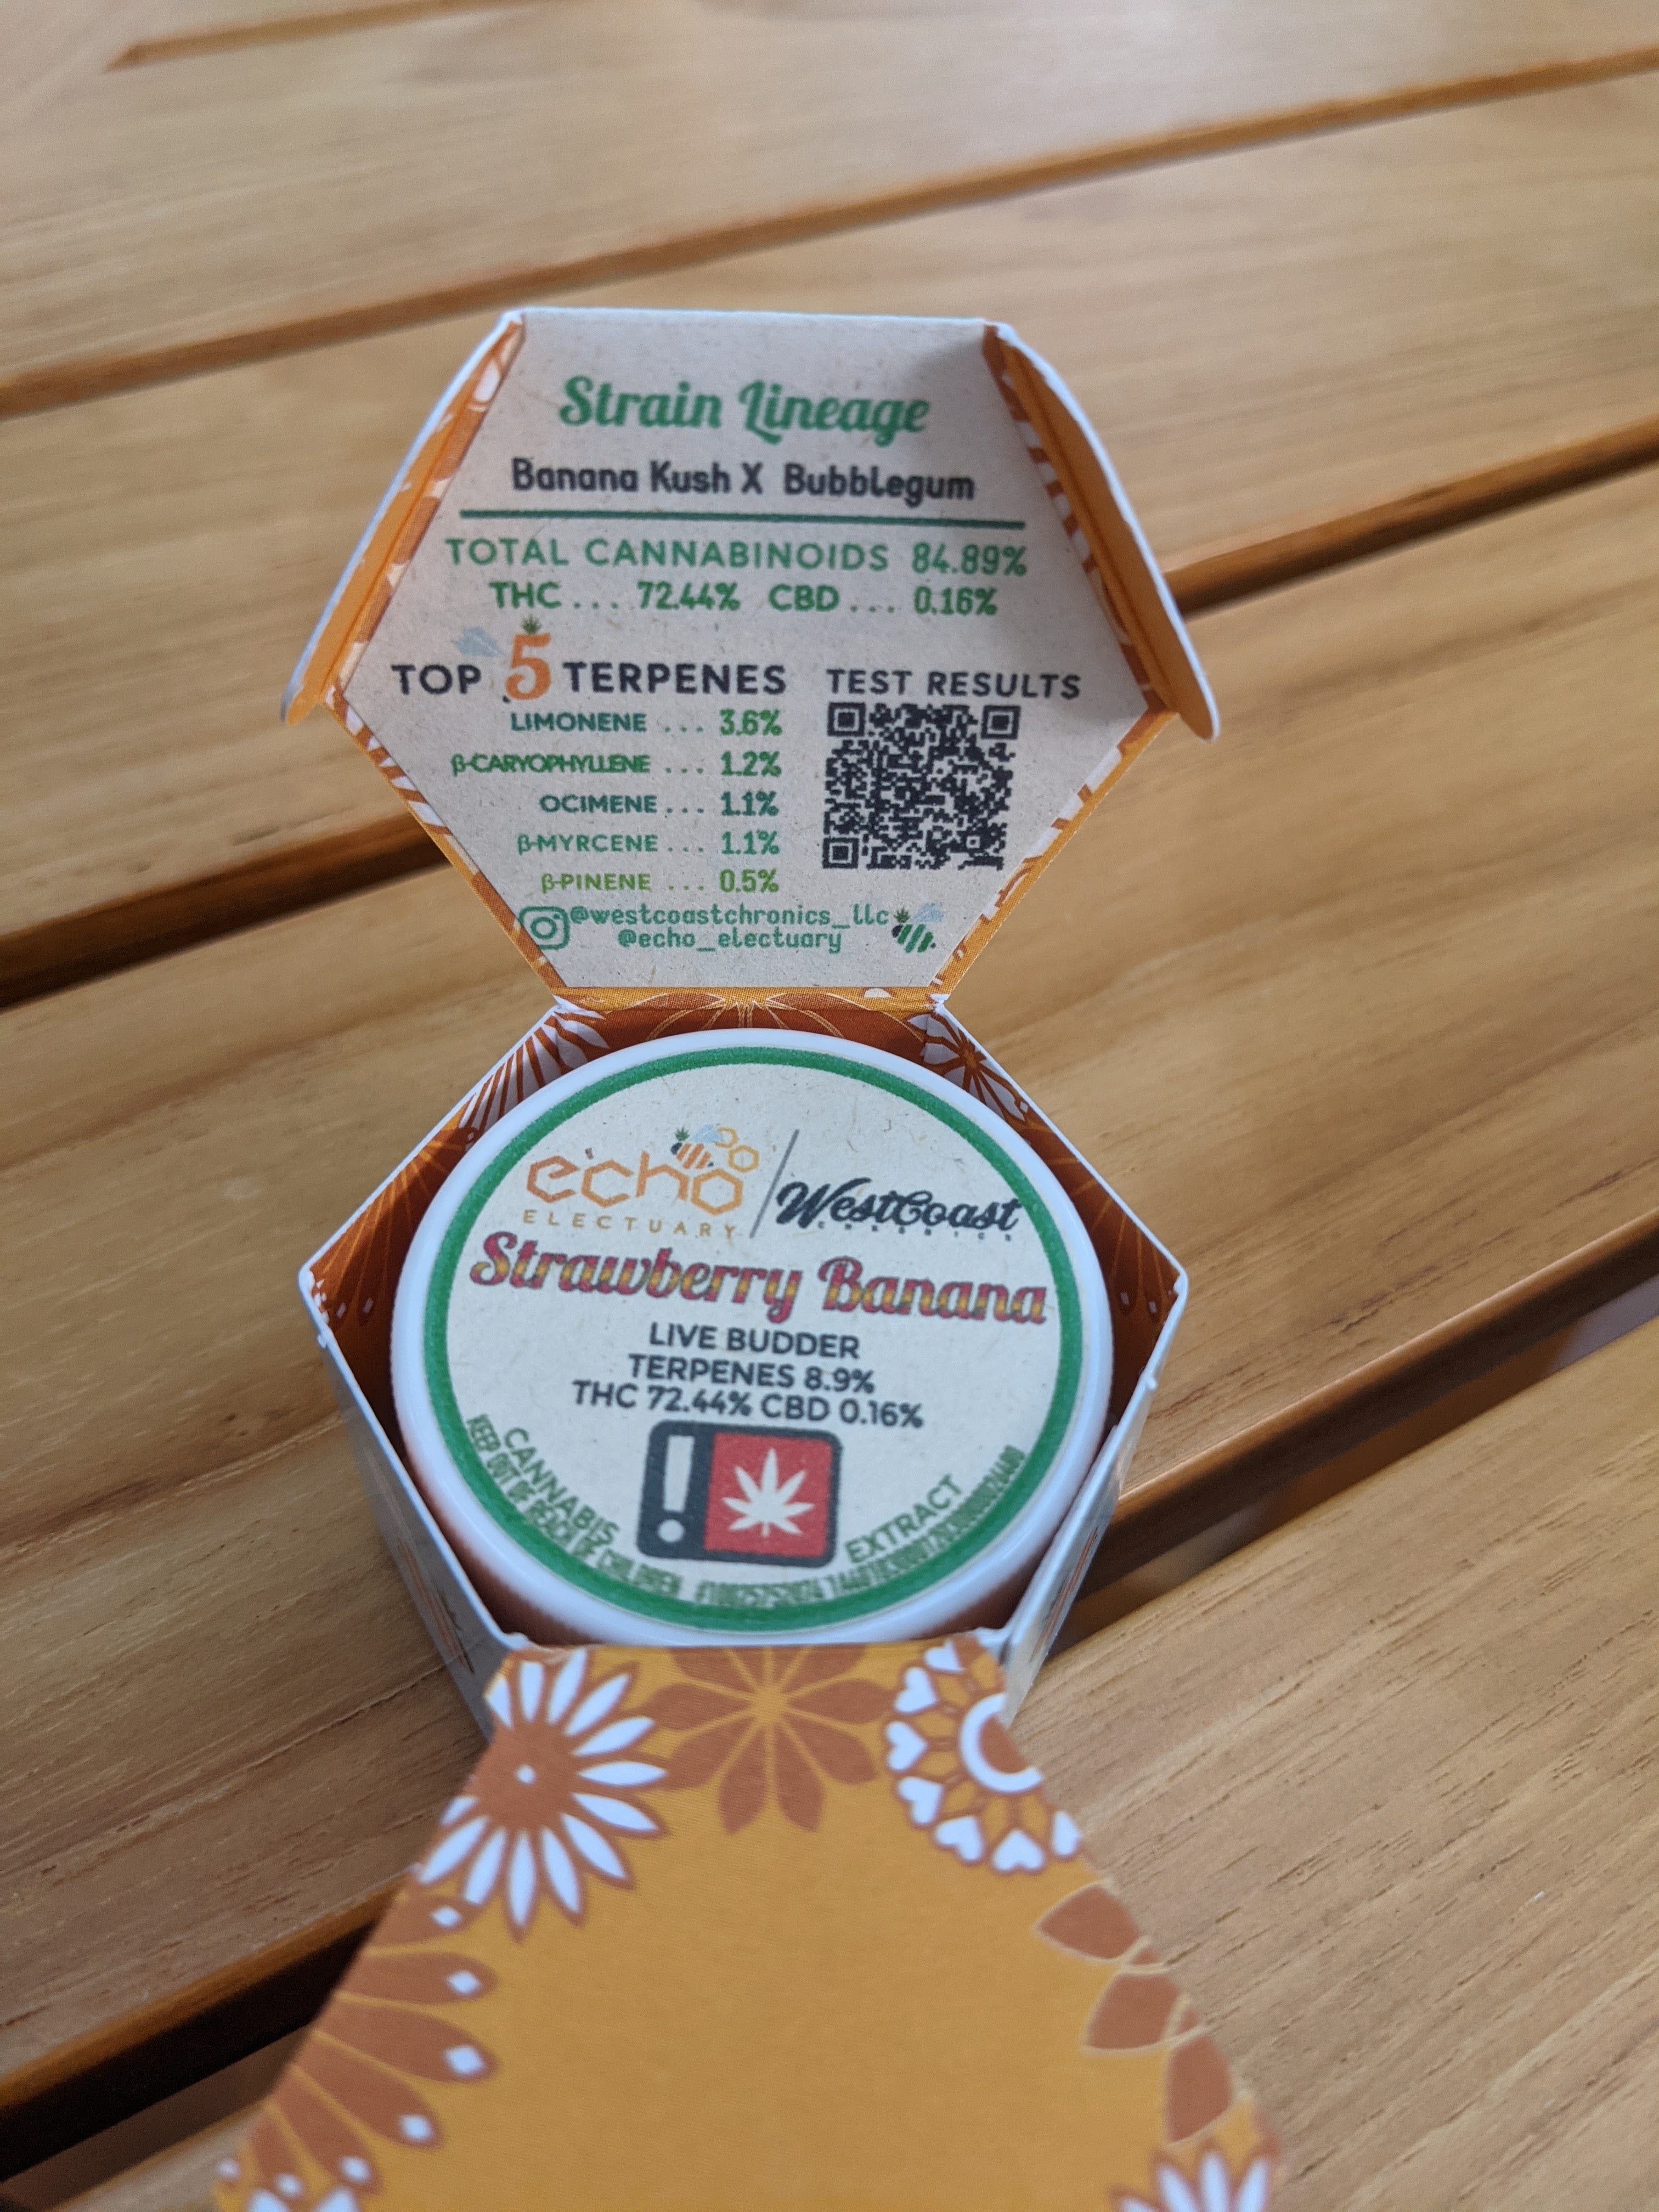 Strain Lineage
Banana Kush X Bubblegum
TOTAL CANNABINOIDS 84.89%
THC ... 72.44% CBD ... 0.16%
TOP 5 TERPENES
LIMONENE ... 3.6%
β-CARYOPHYLLENE ... 1.2%
OCIMENE ... 1.1%
β-MYRCENE ... 1.1%
β-PINENE ... 0.5%
TEST RESULTS
@westcoastchronics_llc
@echo_electuary
echo
ELECTUARY
WestCoast
CHRONICS
Strawberry Banana
LIVE BUDDER
TERPENES 8.9%
THC 72.44% CBD 0.16%
CANNABIS EXTRACT
KEEP OUT OF REACH OF CHILDREN